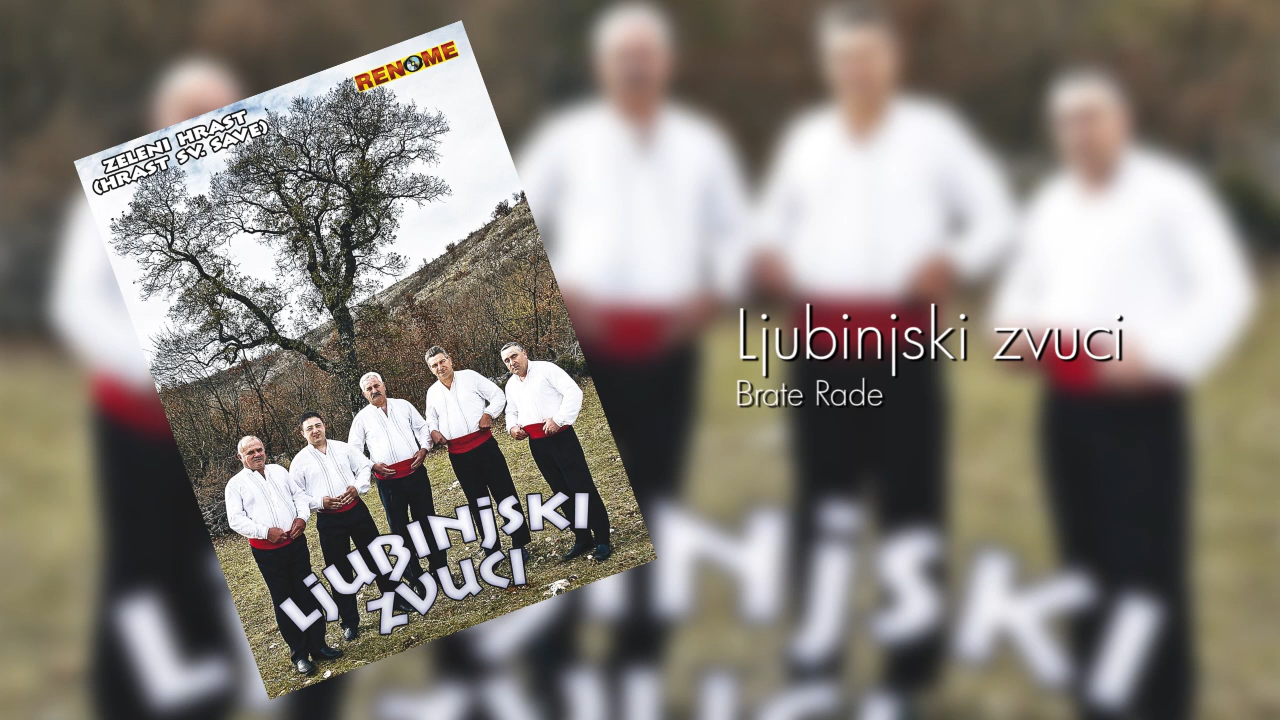 RENOME
ZELENI HRAST
(HRAST SV. SAVE)
LjUBINjSKI
ZVUCI
Ljubinjski zvuci
Brate Rade